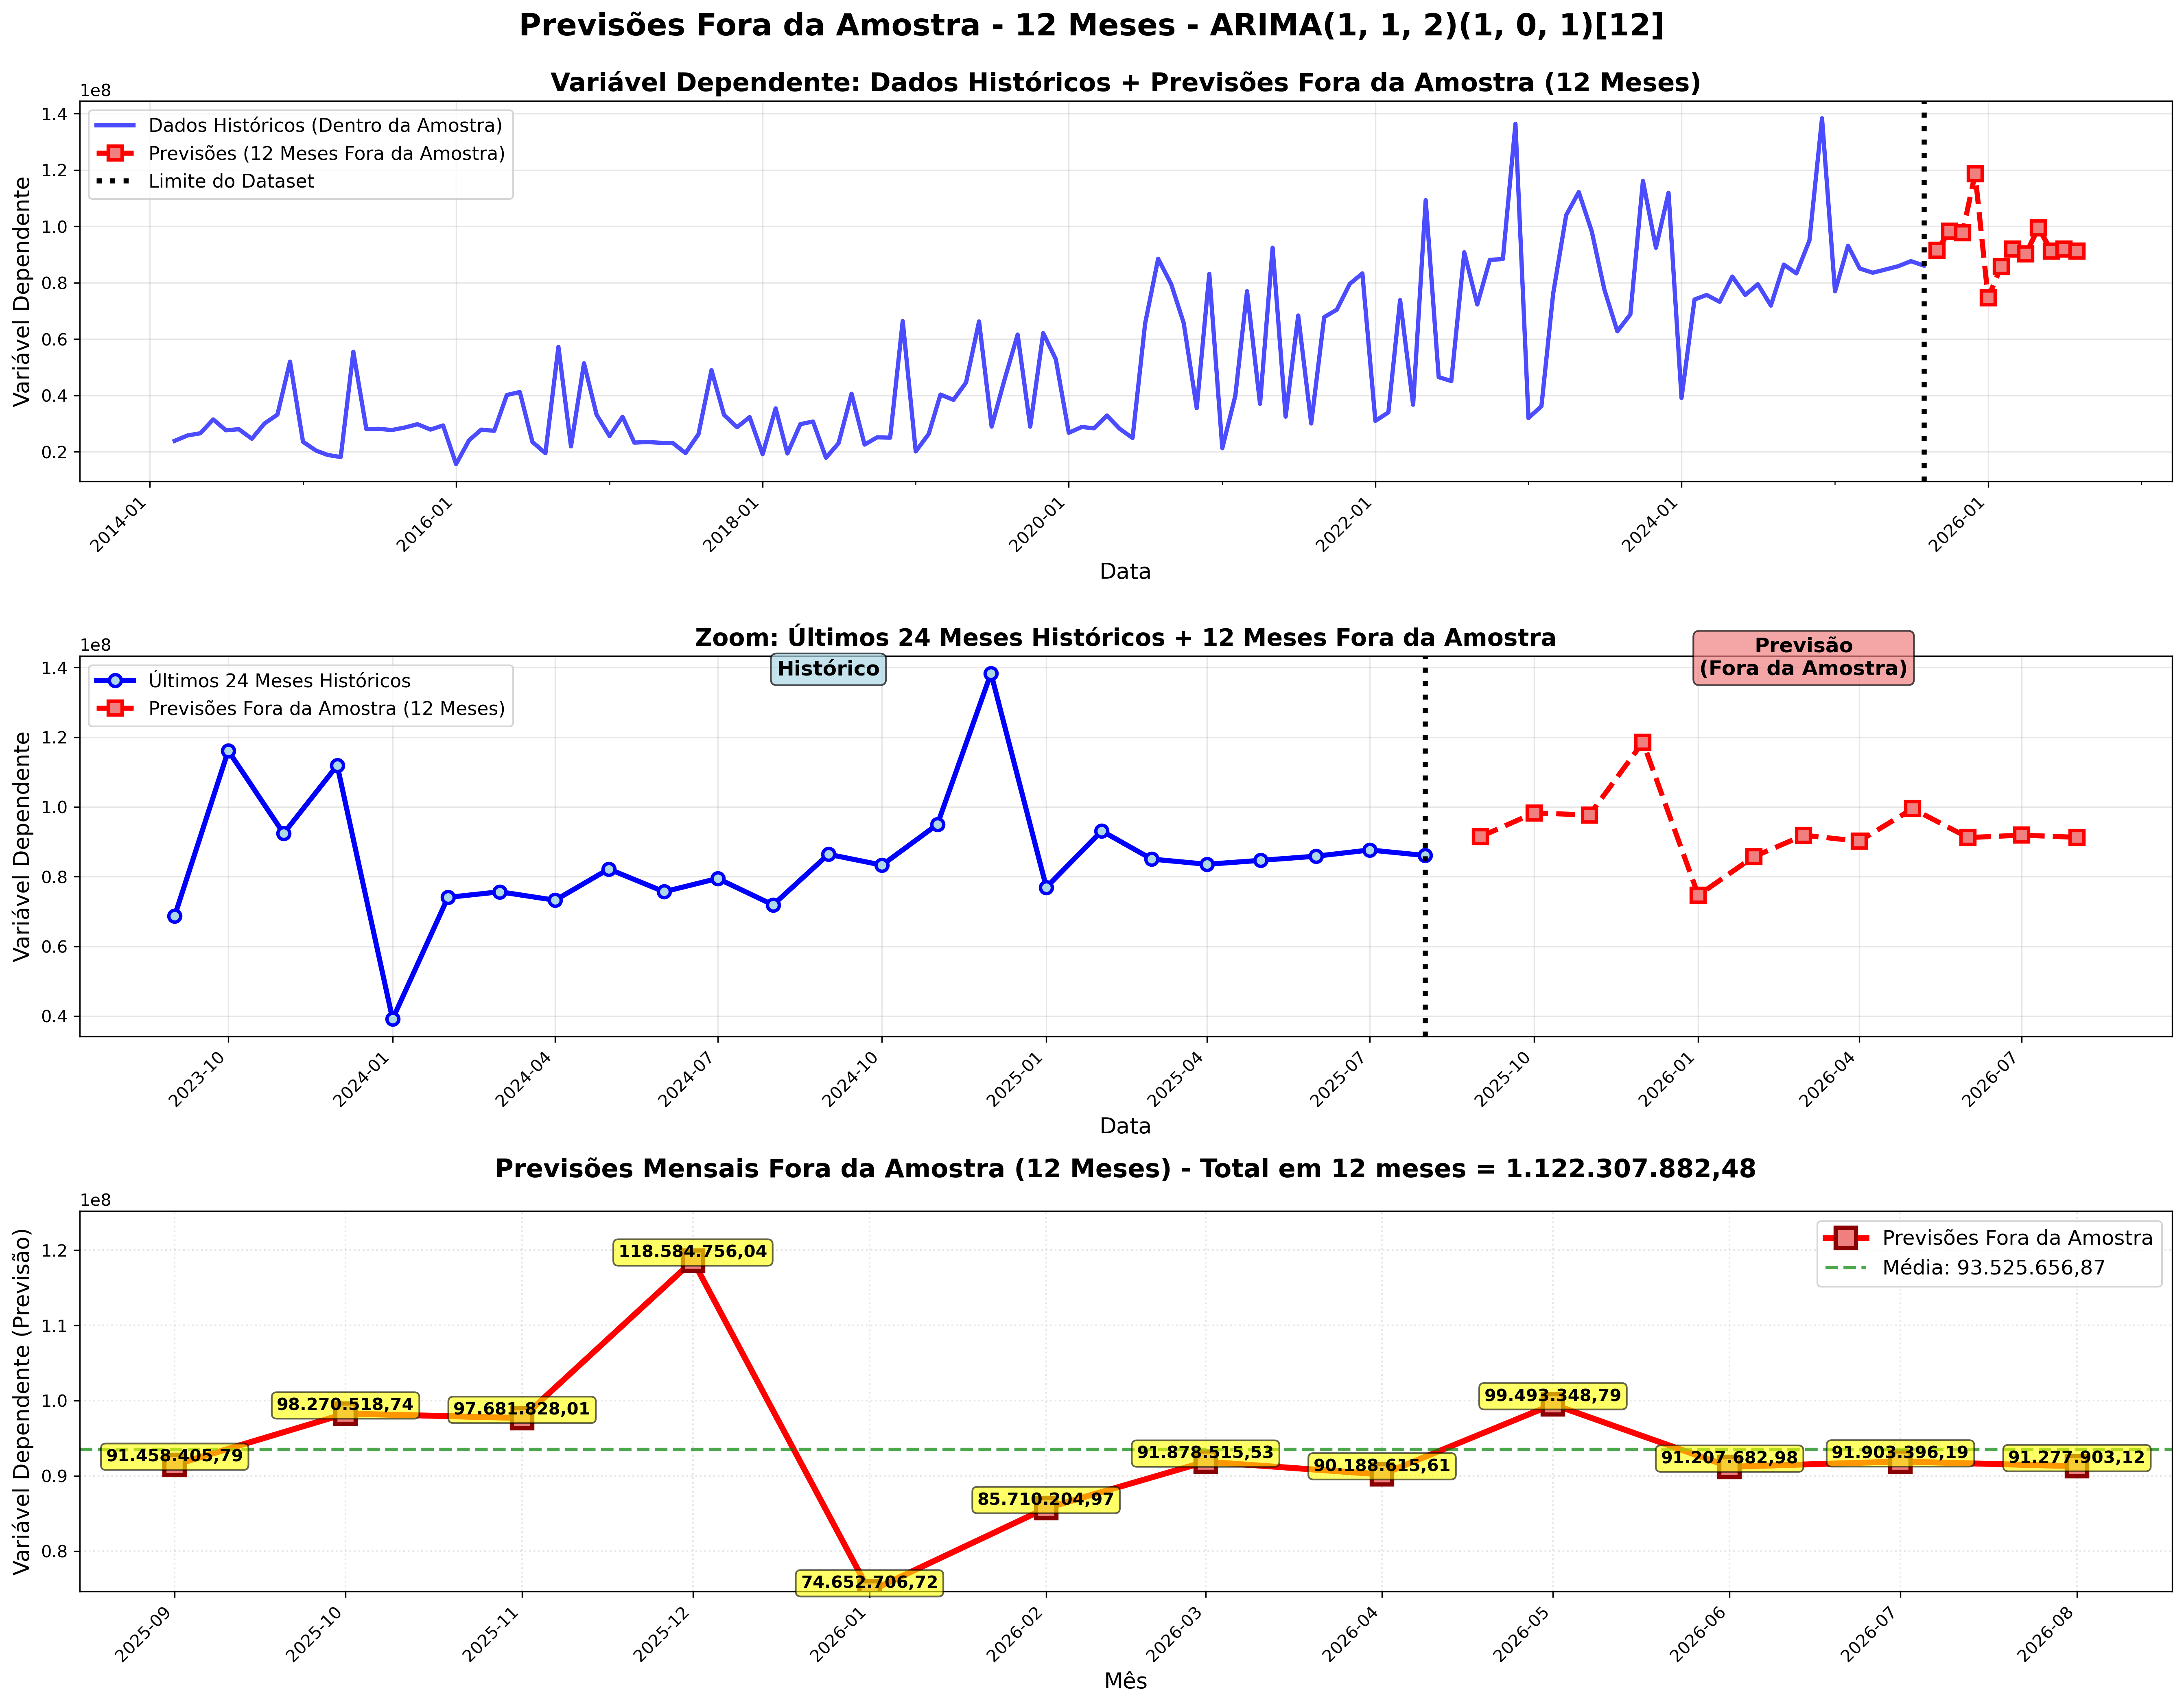 Previsões Fora da Amostra - 12 Meses - ARIMA(1, 1, 2)(1, 0, 1)[12]
Variável Dependente: Dados Históricos + Previsões Fora da Amostra (12 Meses)
1e8
Dados Históricos (Dentro da Amostra)
Previsões (12 Meses Fora da Amostra)
Limite do Dataset
Variável Dependente
1.4
1.2
1.0
0.8
0.6
0.4
0.2
2014-01
2016-01
2018-01
2020-01
2022-01
2024-01
2026-01
Data
Zoom: Últimos 24 Meses Históricos + 12 Meses Fora da Amostra
1e8
Últimos 24 Meses Históricos
Previsões Fora da Amostra (12 Meses)
Histórico
Previsão
(Fora da Amostra)
Variável Dependente
1.4
1.2
1.0
0.8
0.6
0.4
2023-10
2024-01
2024-04
2024-07
2024-10
2025-01
2025-04
2025-07
2025-10
2026-01
2026-04
2026-07
Data
Previsões Mensais Fora da Amostra (12 Meses) - Total em 12 meses = 1.122.307.882,48
1e8
Previsões Fora da Amostra
Média: 93.525.656,87
Variável Dependente (Previsão)
1.2
1.1
1.0
0.9
0.8
91.458.405,79
98.270.518,74
97.681.828,01
118.584.756,04
74.652.706,72
85.710.204,97
91.878.515,53
90.188.615,61
99.493.348,79
91.207.682,98
91.903.396,19
91.277.903,12
2025-09
2025-10
2025-11
2025-12
2026-01
2026-02
2026-03
2026-04
2026-05
2026-06
2026-07
2026-08
Mês